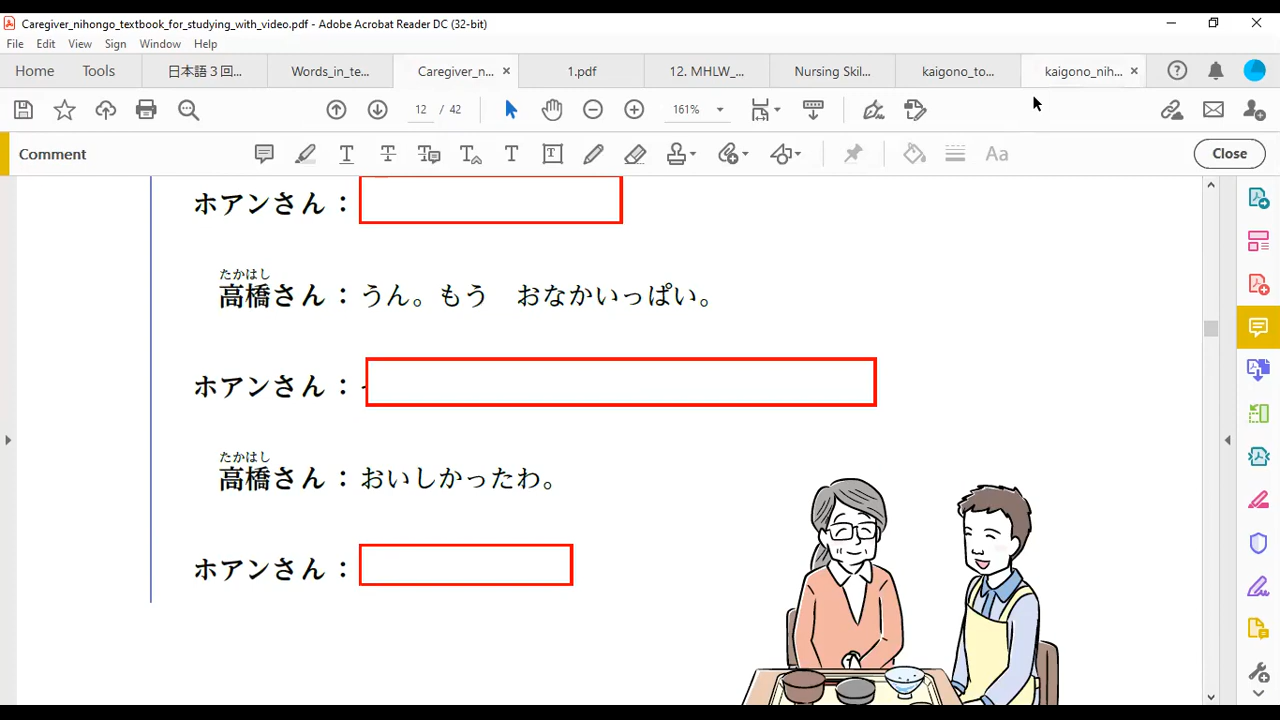 Caregiver_nihongo_textbook_for_studying_with_video.pdf - Adobe Acrobat Reader DC (32-bit)
File Edit View Sign Window Help
Home Tools 日本語３回... Words_in_te... Caregiver_n... 1.pdf 12. MHLW_... Nursing Skil... kaigono_to... kaigono_nih...
12 / 42 161%
Comment Close
ホアンさん：
たかはし
高橋さん：うん。もう　おなかいっぱい。
ホアンさん：
たかはし
高橋さん：おいしかったわ。
ホアンさん：